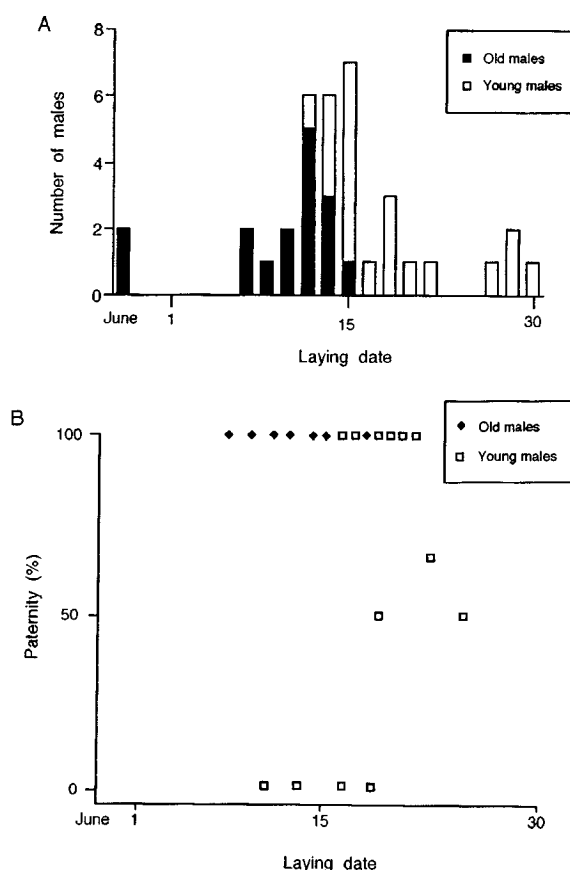 A
8
6
4
2
0
Number of males
Old males
Young males
June 1 15 30
Laying date
B
100
50
0
Paternity (%)
Old males
Young males
June 1 15 30
Laying date